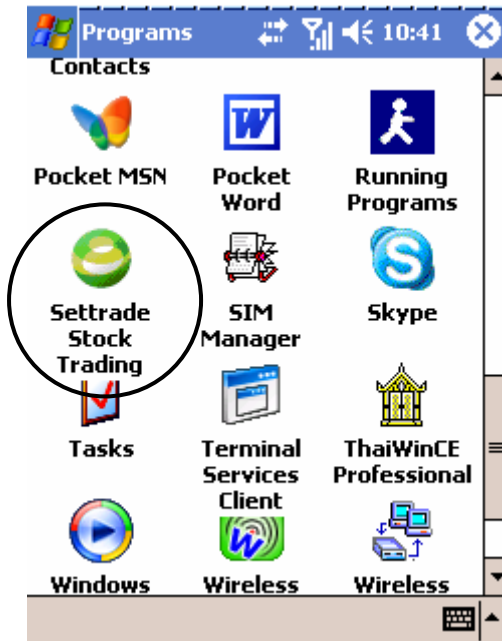 Programs 10:41
Contacts
Pocket MSN
Pocket
Word
Running
Programs
Settrade
Stock
Trading
SIM
Manager
Skype
Tasks
Terminal
Services
Client
ThaiWinCE
Professional
Windows
Wireless
Wireless